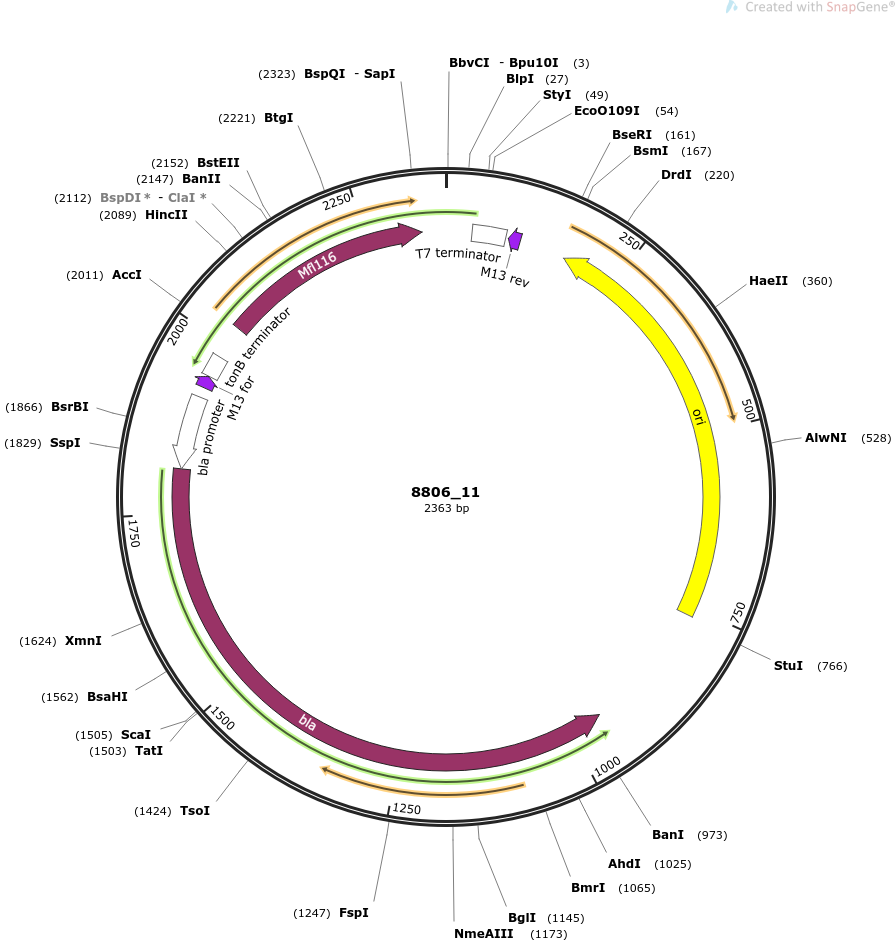 Created with SnapGene®
(2323) BspQI - SapI
BbvCI - Bpu10I (3)
BlpI (27)
StyI (49)
EcoO109I (54)
(2221) BtgI
BseRI (161)
BsmI (167)
(2152) BstEII
(2147) BanII
DrdI (220)
(2112) BspDI * - ClaI *
(2089) HincII
2250
250
T7 terminator
M13 rev
Mfl116
(2011) AccI
HaeII (360)
2000
tonB terminator
M13 for
bla promoter
500
ori
(1866) BsrBI
(1829) SspI
AlwNI (528)
8806_11
2363 bp
1750
750
(1624) XmnI
StuI (766)
(1562) BsaHI
1500
bla
(1505) ScaI
(1503) TatI
1000
(1424) TsoI
1250
BanI (973)
AhdI (1025)
BmrI (1065)
(1247) FspI
BglI (1145)
NmeAIII (1173)